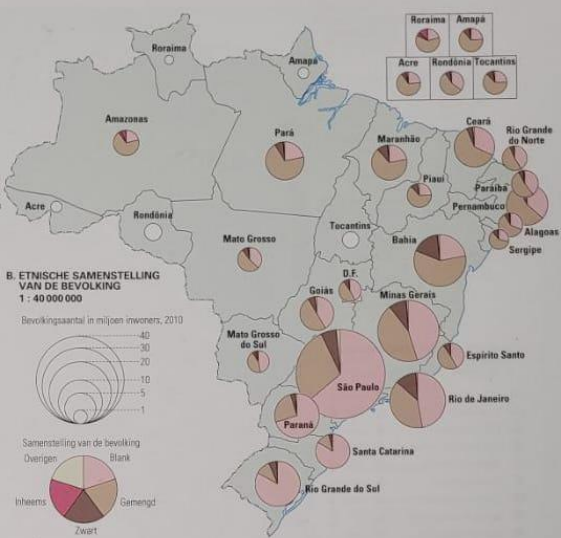 Roraima
Amapá
Roraima
Amapá
Acre
Rondônia
Tocantins
Amazonas
Pará
Maranhão
Ceará
Rio Grande
do Norte
Piauí
Paraíba
Pernambuco
Alagoas
Sergipe
Acre
Rondônia
Tocantins
Mato Grosso
Bahia
B. ETNISCHE SAMENSTELLING
VAN DE BEVOLKING
1 : 40 000 000
D.F.
Goiás
Minas Gerais
Bevolkingsaantal in miljoen inwoners, 2010
40
30
20
10
5
1
Mato Grosso
do Sul
Espírito Santo
São Paulo
Rio de Janeiro
Paraná
Samenstelling van de bevolking
Overigen
Blank
Inheems
Gemengd
Zwart
Santa Catarina
Rio Grande do Sul